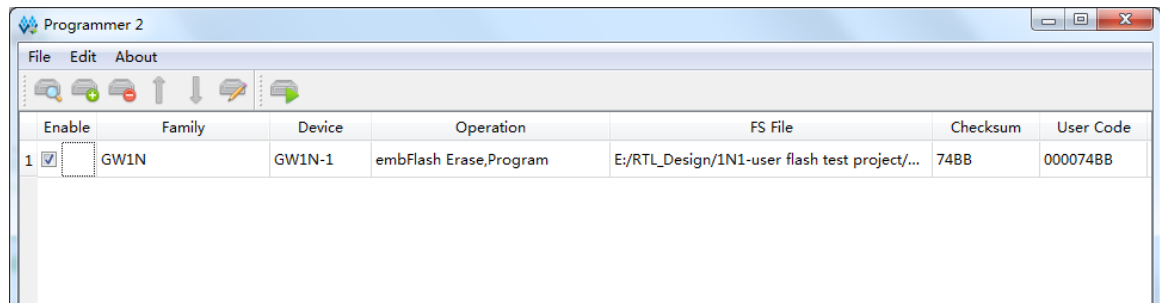 Programmer 2
File Edit About
Enable Family Device Operation FS File Checksum User Code
1 GW1N GW1N-1 embFlash Erase,Program E:/RTL_Design/1N1-user flash test project/... 74BB 000074BB